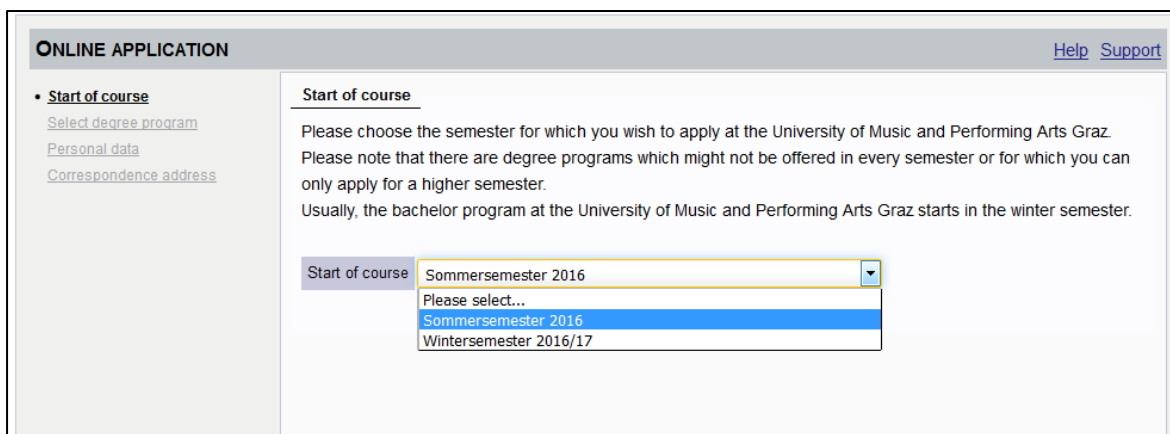 ONLINE APPLICATION
Help Support
• Start of course
Select degree program
Personal data
Correspondence address
Start of course
Please choose the semester for which you wish to apply at the University of Music and Performing Arts Graz.
Please note that there are degree programs which might not be offered in every semester or for which you can
only apply for a higher semester.
Usually, the bachelor program at the University of Music and Performing Arts Graz starts in the winter semester.
Start of course Sommersemester 2016
Please select...
Sommersemester 2016
Wintersemester 2016/17